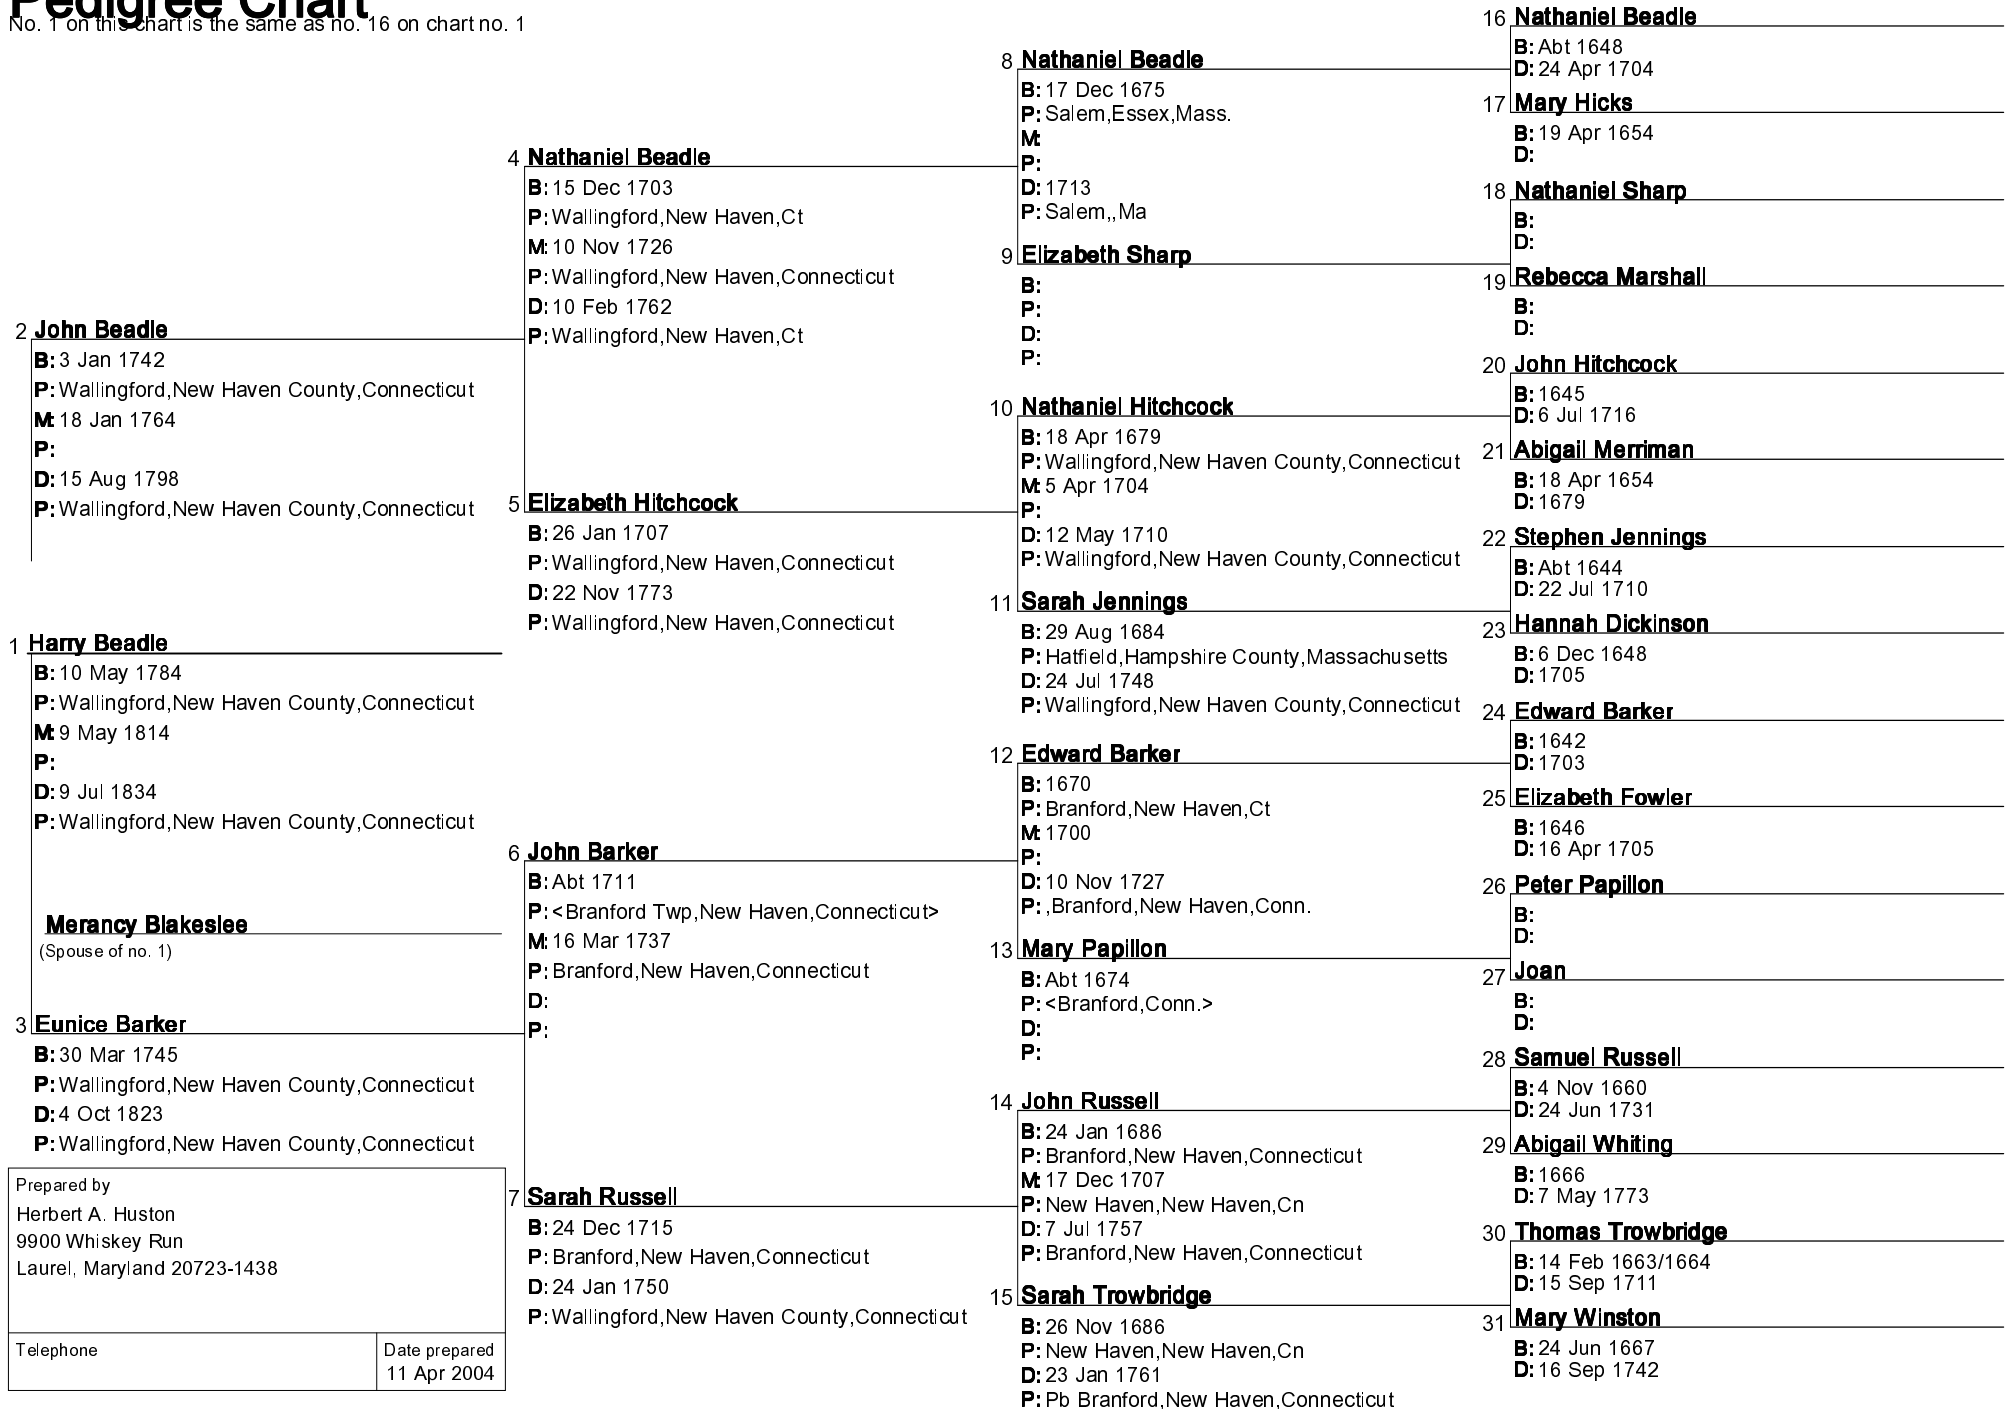 Pedigree Chart
No. 1 on this chart is the same as no. 16 on chart no. 1
2 John Beadle
B: 3 Jan 1742
P: Wallingford,New Haven County,Connecticut
M: 18 Jan 1764
P:
D: 15 Aug 1798
P: Wallingford,New Haven County,Connecticut
1 Harry Beadle
B: 10 May 1784
P: Wallingford,New Haven County,Connecticut
M: 9 May 1814
P:
D: 9 Jul 1834
P: Wallingford,New Haven County,Connecticut
Merancy Blakeslee
(Spouse of no. 1)
3 Eunice Barker
B: 30 Mar 1745
P: Wallingford,New Haven County,Connecticut
D: 4 Oct 1823
P: Wallingford,New Haven County,Connecticut
Prepared by
Herbert A. Huston
9900 Whiskey Run
Laurel, Maryland 20723-1438
Telephone
Date prepared
11 Apr 2004
4 Nathaniel Beadle
B: 15 Dec 1703
P: Wallingford,New Haven,Ct
M: 10 Nov 1726
P: Wallingford,New Haven,Connecticut
D: 10 Feb 1762
P: Wallingford,New Haven,Ct
5 Elizabeth Hitchcock
B: 26 Jan 1707
P: Wallingford,New Haven,Connecticut
D: 22 Nov 1773
P: Wallingford,New Haven,Connecticut
6 John Barker
B: Abt 1711
P: <Branford Twp,New Haven,Connecticut>
M: 16 Mar 1737
P: Branford,New Haven,Connecticut
D:
P:
7 Sarah Russell
B: 24 Dec 1715
P: Branford,New Haven,Connecticut
D: 24 Jan 1750
P: Wallingford,New Haven County,Connecticut
8 Nathaniel Beadle
B: 17 Dec 1675
P: Salem,Essex,Mass.
M:
P:
D: 1713
P: Salem,,Ma
9 Elizabeth Sharp
B:
P:
D:
P:
10 Nathaniel Hitchcock
B: 18 Apr 1679
P: Wallingford,New Haven County,Connecticut
M: 5 Apr 1704
P:
D: 12 May 1710
P: Wallingford,New Haven County,Connecticut
11 Sarah Jennings
B: 29 Aug 1684
P: Hatfield,Hampshire County,Massachusetts
D: 24 Jul 1748
P: Wallingford,New Haven County,Connecticut
12 Edward Barker
B: 1670
P: Branford,New Haven,Ct
M: 1700
P:
D: 10 Nov 1727
P: ,Branford,New Haven,Conn.
13 Mary Papillon
B: Abt 1674
P: <Branford,Conn.>
D:
P:
14 John Russell
B: 24 Jan 1686
P: Branford,New Haven,Connecticut
M: 17 Dec 1707
P: New Haven,New Haven,Cn
D: 7 Jul 1757
P: Branford,New Haven,Connecticut
15 Sarah Trowbridge
B: 26 Nov 1686
P: New Haven,New Haven,Cn
D: 23 Jan 1761
P: Pb Branford,New Haven,Connecticut
16 Nathaniel Beadle
B: Abt 1648
D: 24 Apr 1704
17 Mary Hicks
B: 19 Apr 1654
D:
18 Nathaniel Sharp
B:
D:
19 Rebecca Marshall
B:
D:
20 John Hitchcock
B: 1645
D: 6 Jul 1716
21 Abigail Merriman
B: 18 Apr 1654
D: 1679
22 Stephen Jennings
B: Abt 1644
D: 22 Jul 1710
23 Hannah Dickinson
B: 6 Dec 1648
D: 1705
24 Edward Barker
B: 1642
D: 1703
25 Elizabeth Fowler
B: 1646
D: 16 Apr 1705
26 Peter Papillon
B:
D:
27 Joan
B:
D:
28 Samuel Russell
B: 4 Nov 1660
D: 24 Jun 1731
29 Abigail Whiting
B: 1666
D: 7 May 1773
30 Thomas Trowbridge
B: 14 Feb 1663/1664
D: 15 Sep 1711
31 Mary Winston
B: 24 Jun 1667
D: 16 Sep 1742